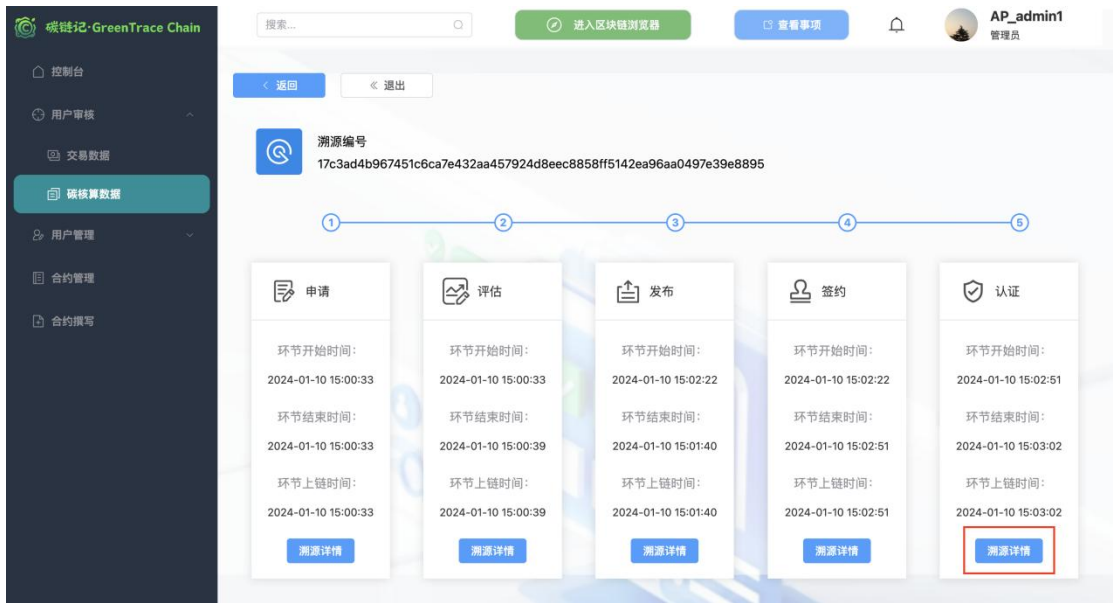 碳链记·GreenTrace Chain
搜索...
进入区块链浏览器
查看事项
AP_admin1
管理员
控制台
用户审核
交易数据
碳核算数据
用户管理
合约管理
合约撰写
返回
退出
溯源编号
17c3ad4b967451c6ca7e432aa457924d8eec8858ff5142ea96aa0497e39e8895
1 2 3 4 5
申请
环节开始时间:
2024-01-10 15:00:33
环节结束时间:
2024-01-10 15:00:33
环节上链时间:
2024-01-10 15:00:33
溯源详情
评估
环节开始时间:
2024-01-10 15:00:33
环节结束时间:
2024-01-10 15:00:39
环节上链时间:
2024-01-10 15:00:39
溯源详情
发布
环节开始时间:
2024-01-10 15:02:22
环节结束时间:
2024-01-10 15:01:40
环节上链时间:
2024-01-10 15:01:40
溯源详情
签约
环节开始时间:
2024-01-10 15:02:22
环节结束时间:
2024-01-10 15:02:51
环节上链时间:
2024-01-10 15:02:51
溯源详情
认证
环节开始时间:
2024-01-10 15:02:51
环节结束时间:
2024-01-10 15:03:02
环节上链时间:
2024-01-10 15:03:02
溯源详情